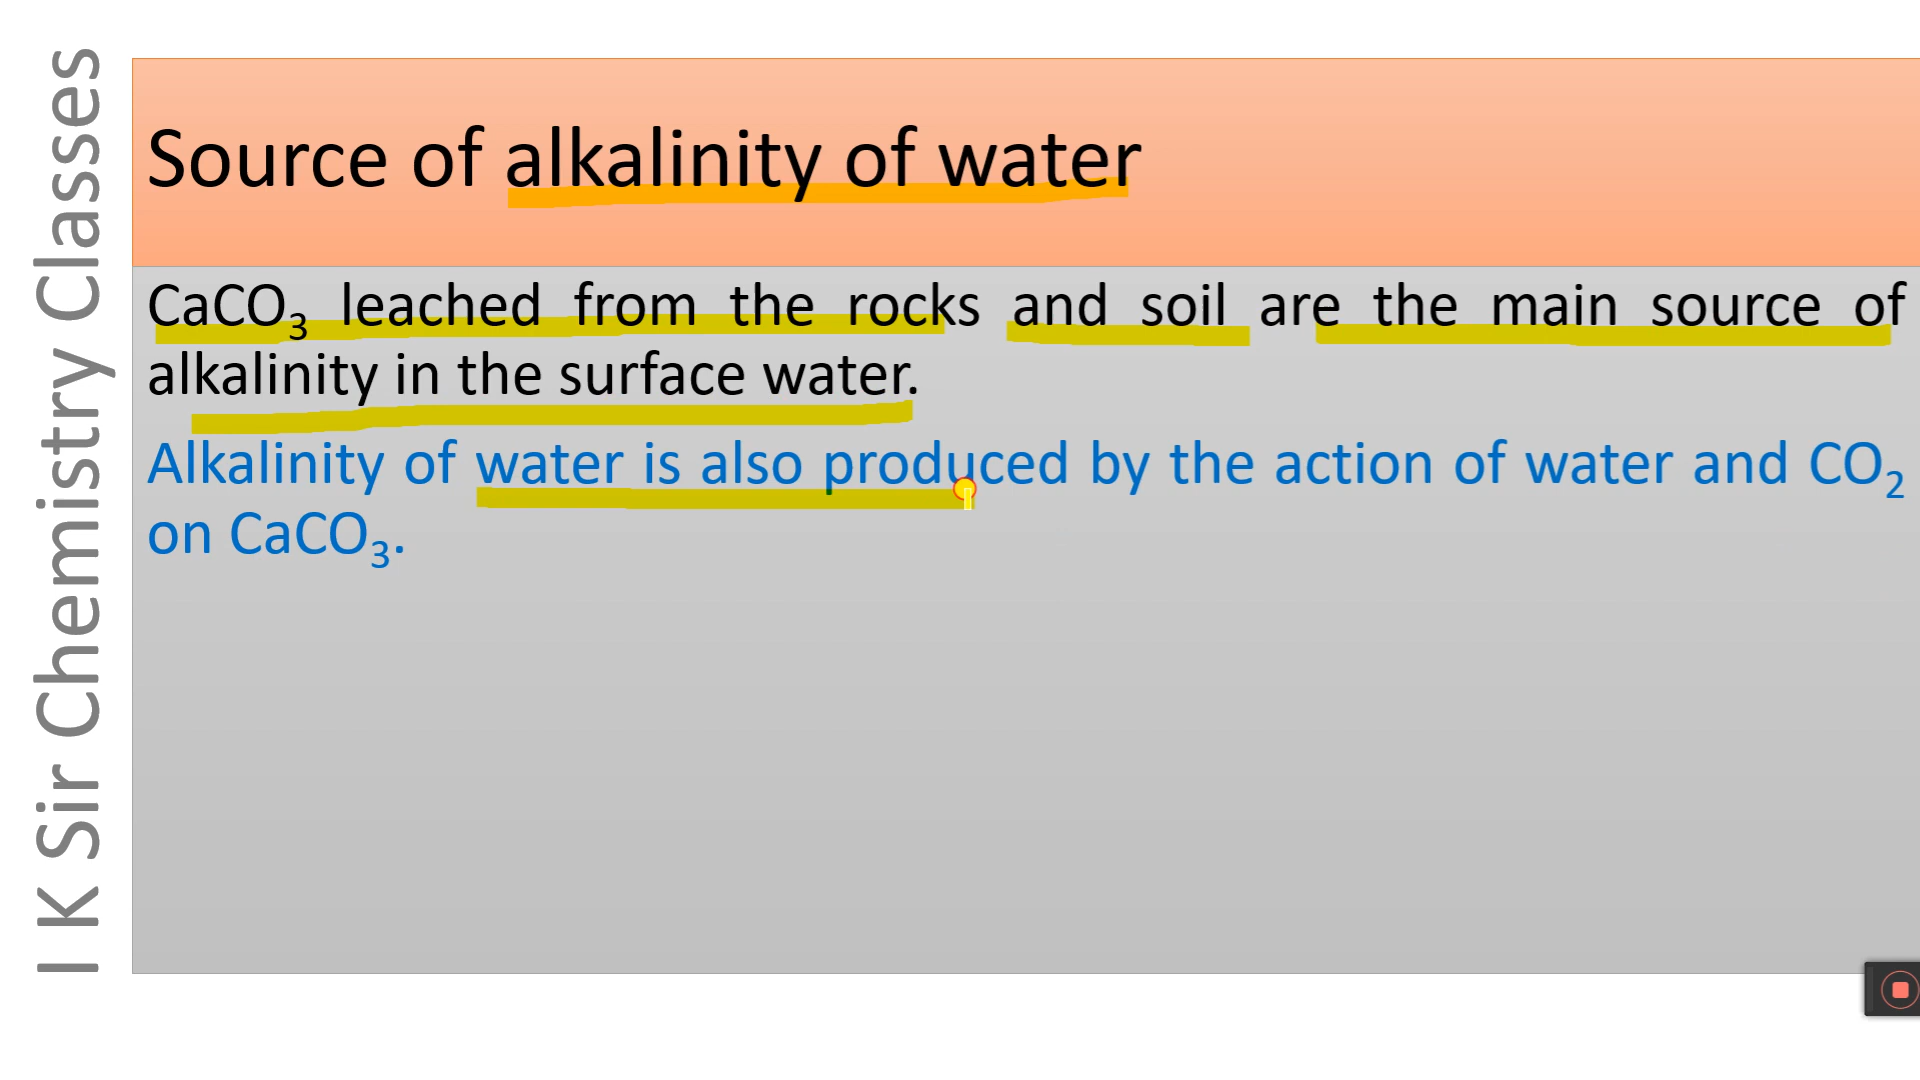 I K Sir Chemistry Classes
Source of alkalinity of water
CaCO₃ leached from the rocks and soil are the main source of
alkalinity in the surface water.
Alkalinity of water is also produced by the action of water and CO₂
on CaCO₃.